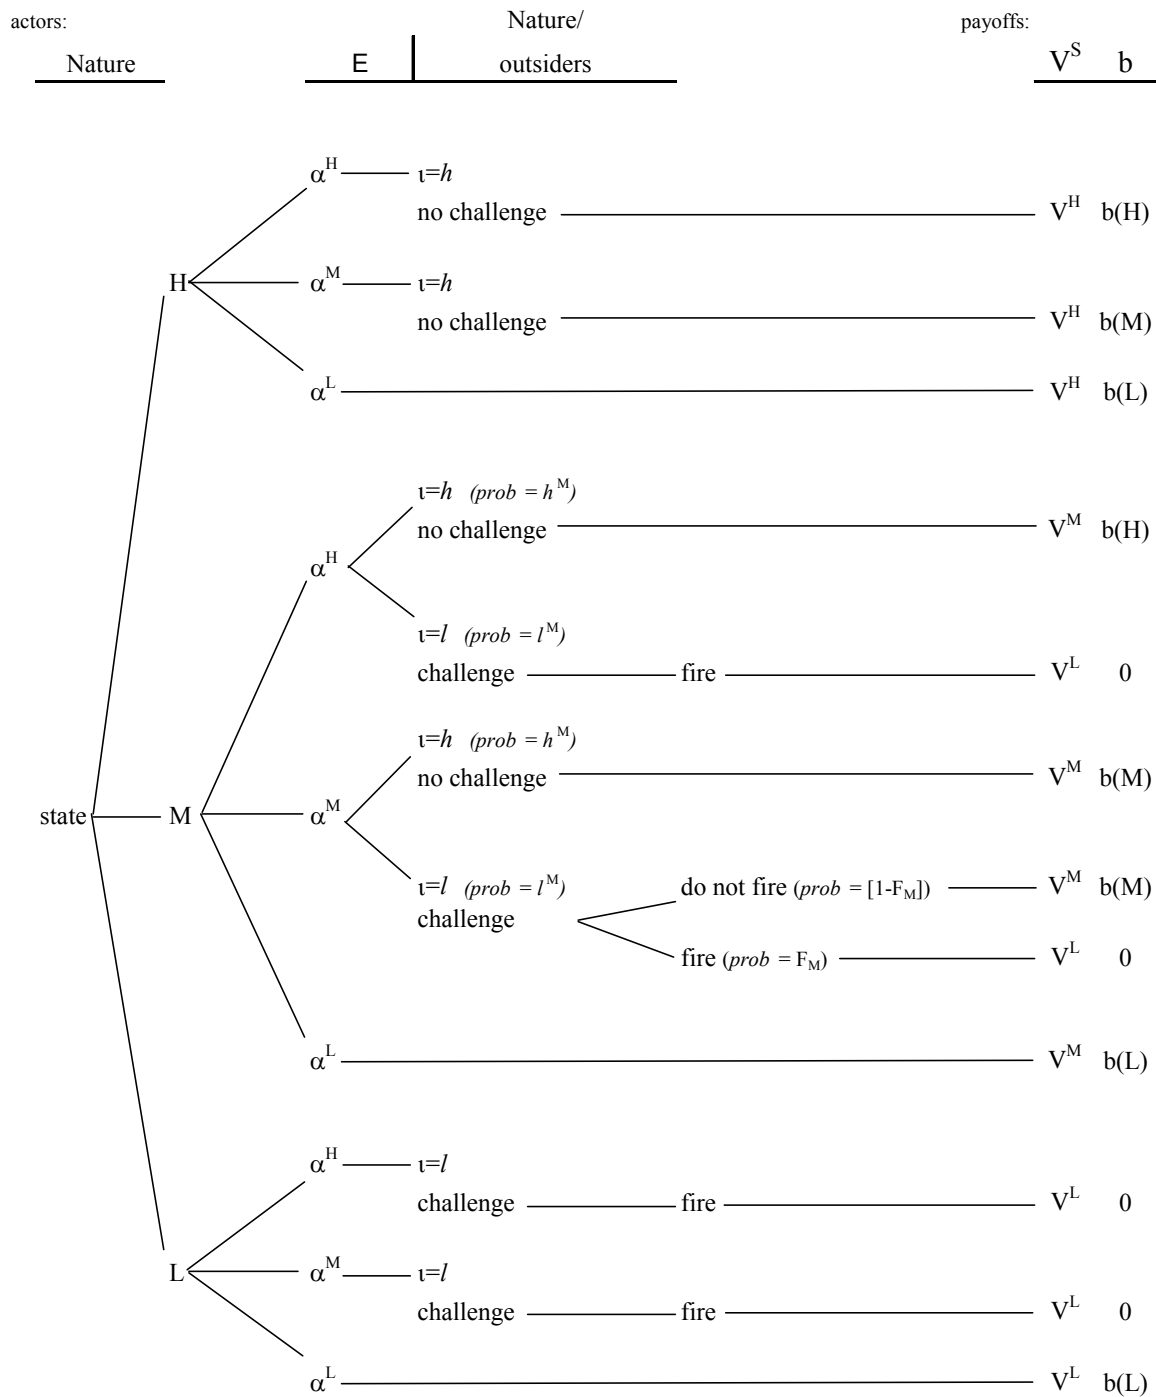 actors: Nature/ payoffs:
Nature E outsiders V^S b
α^H ι=h
no challenge V^H b(H)
H α^M ι=h
no challenge V^H b(M)
α^L V^H b(L)
ι=h (prob = h^M)
no challenge V^M b(H)
α^H
ι=l (prob = l^M)
challenge fire V^L 0
ι=h (prob = h^M)
no challenge V^M b(M)
state M α^M
ι=l (prob = l^M) do not fire (prob = [1-F_M]) V^M b(M)
challenge
fire (prob = F_M) V^L 0
α^L V^M b(L)
α^H ι=l
challenge fire V^L 0
L α^M ι=l
challenge fire V^L 0
α^L V^L b(L)